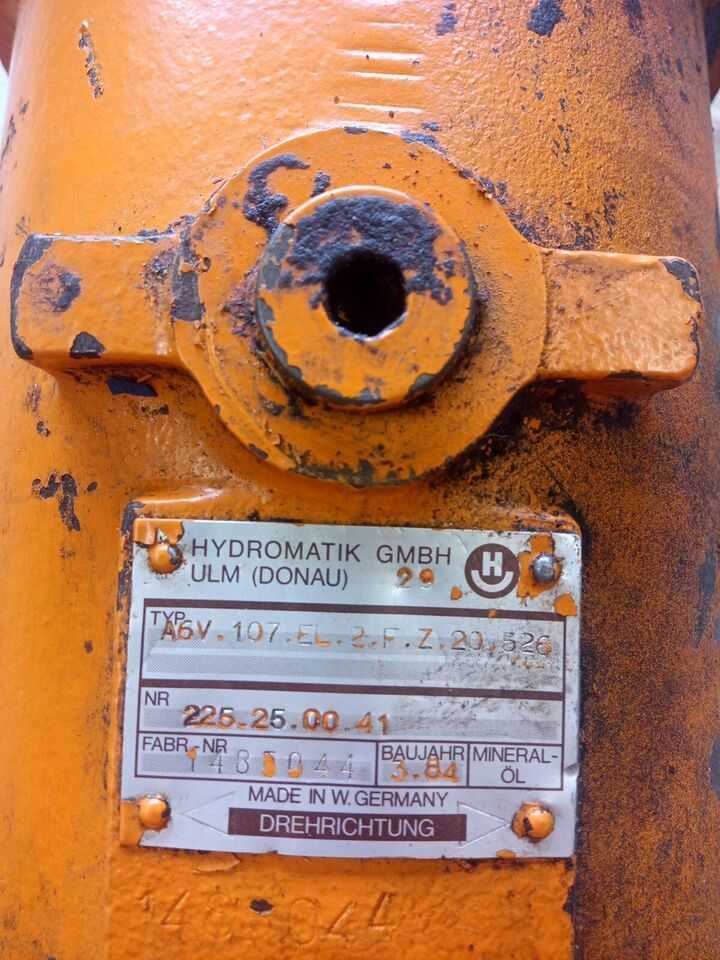 HYDROMATIK GMBH
ULM (DONAU) 29
H
TYP
A6V.107.EL.2.F.Z.20.526
NR
225.25.00.41
FABR.-NR
1485044
BAUJAHR
3.84
MINERAL-
ÖL
MADE IN W. GERMANY
DREHRICHTUNG